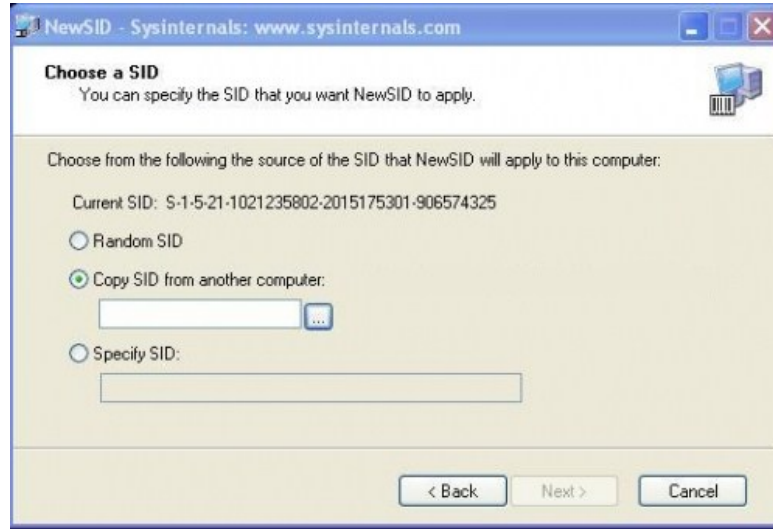 NewSID - Sysinternals: www.sysinternals.com
Choose a SID
You can specify the SID that you want NewSID to apply.
Choose from the following the source of the SID that NewSID will apply to this computer:
Current SID: S-1-5-21-1021235802-2015175301-906574325
Random SID
Copy SID from another computer:
...
Specify SID:
< Back Next > Cancel